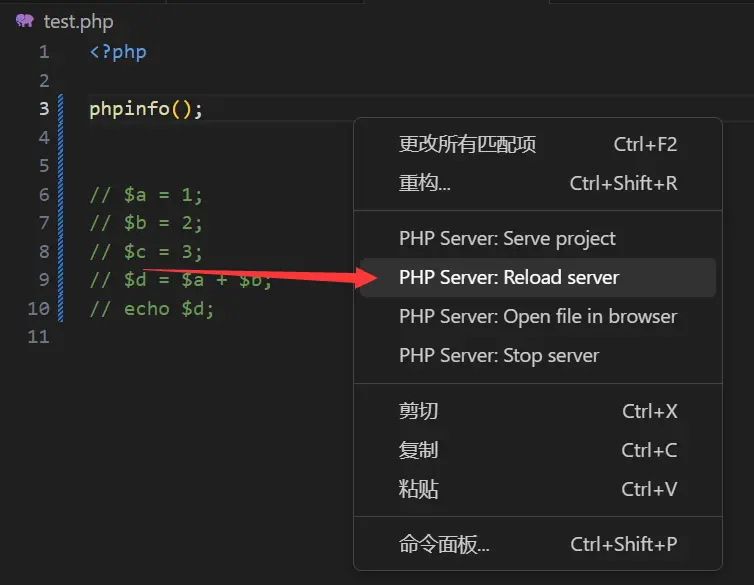 test.php
1 <?php
2
3 phpinfo();
4
5
6 // $a = 1;
7 // $b = 2;
8 // $c = 3;
9 // $d = $a + $b;
10 // echo $d;
11
更改所有匹配项 Ctrl+F2
重构... Ctrl+Shift+R
PHP Server: Serve project
PHP Server: Reload server
PHP Server: Open file in browser
PHP Server: Stop server
剪切 Ctrl+X
复制 Ctrl+C
粘贴 Ctrl+V
命令面板... Ctrl+Shift+P